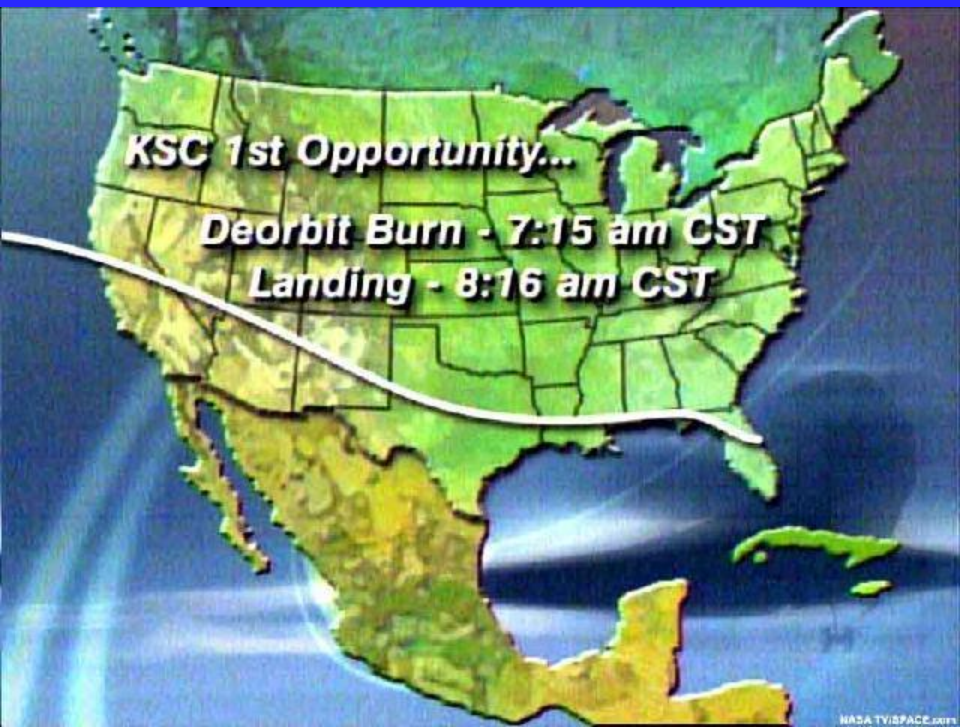 KSC 1st Opportunity...
Deorbit Burn - 7:15 am CST
Landing - 8:16 am CST
NASA TV/SPACE.com